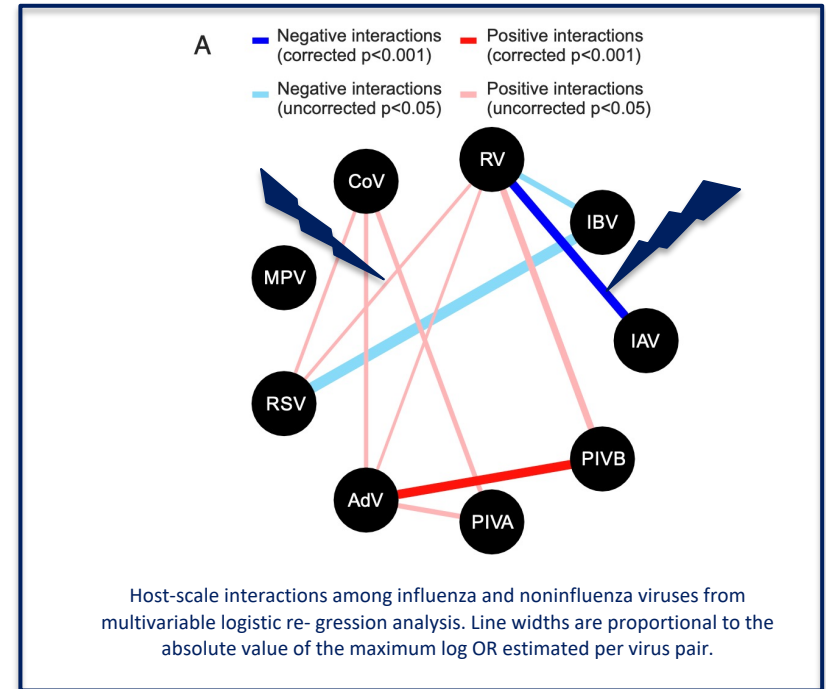 A
Negative interactions
(corrected p<0.001)
Positive interactions
(corrected p<0.001)
Negative interactions
(uncorrected p<0.05)
Positive interactions
(uncorrected p<0.05)
RV
CoV
IBV
MPV
IAV
RSV
PIVB
AdV
PIVA
Host-scale interactions among influenza and noninfluenza viruses from
multivariable logistic re- gression analysis. Line widths are proportional to the
absolute value of the maximum log OR estimated per virus pair.